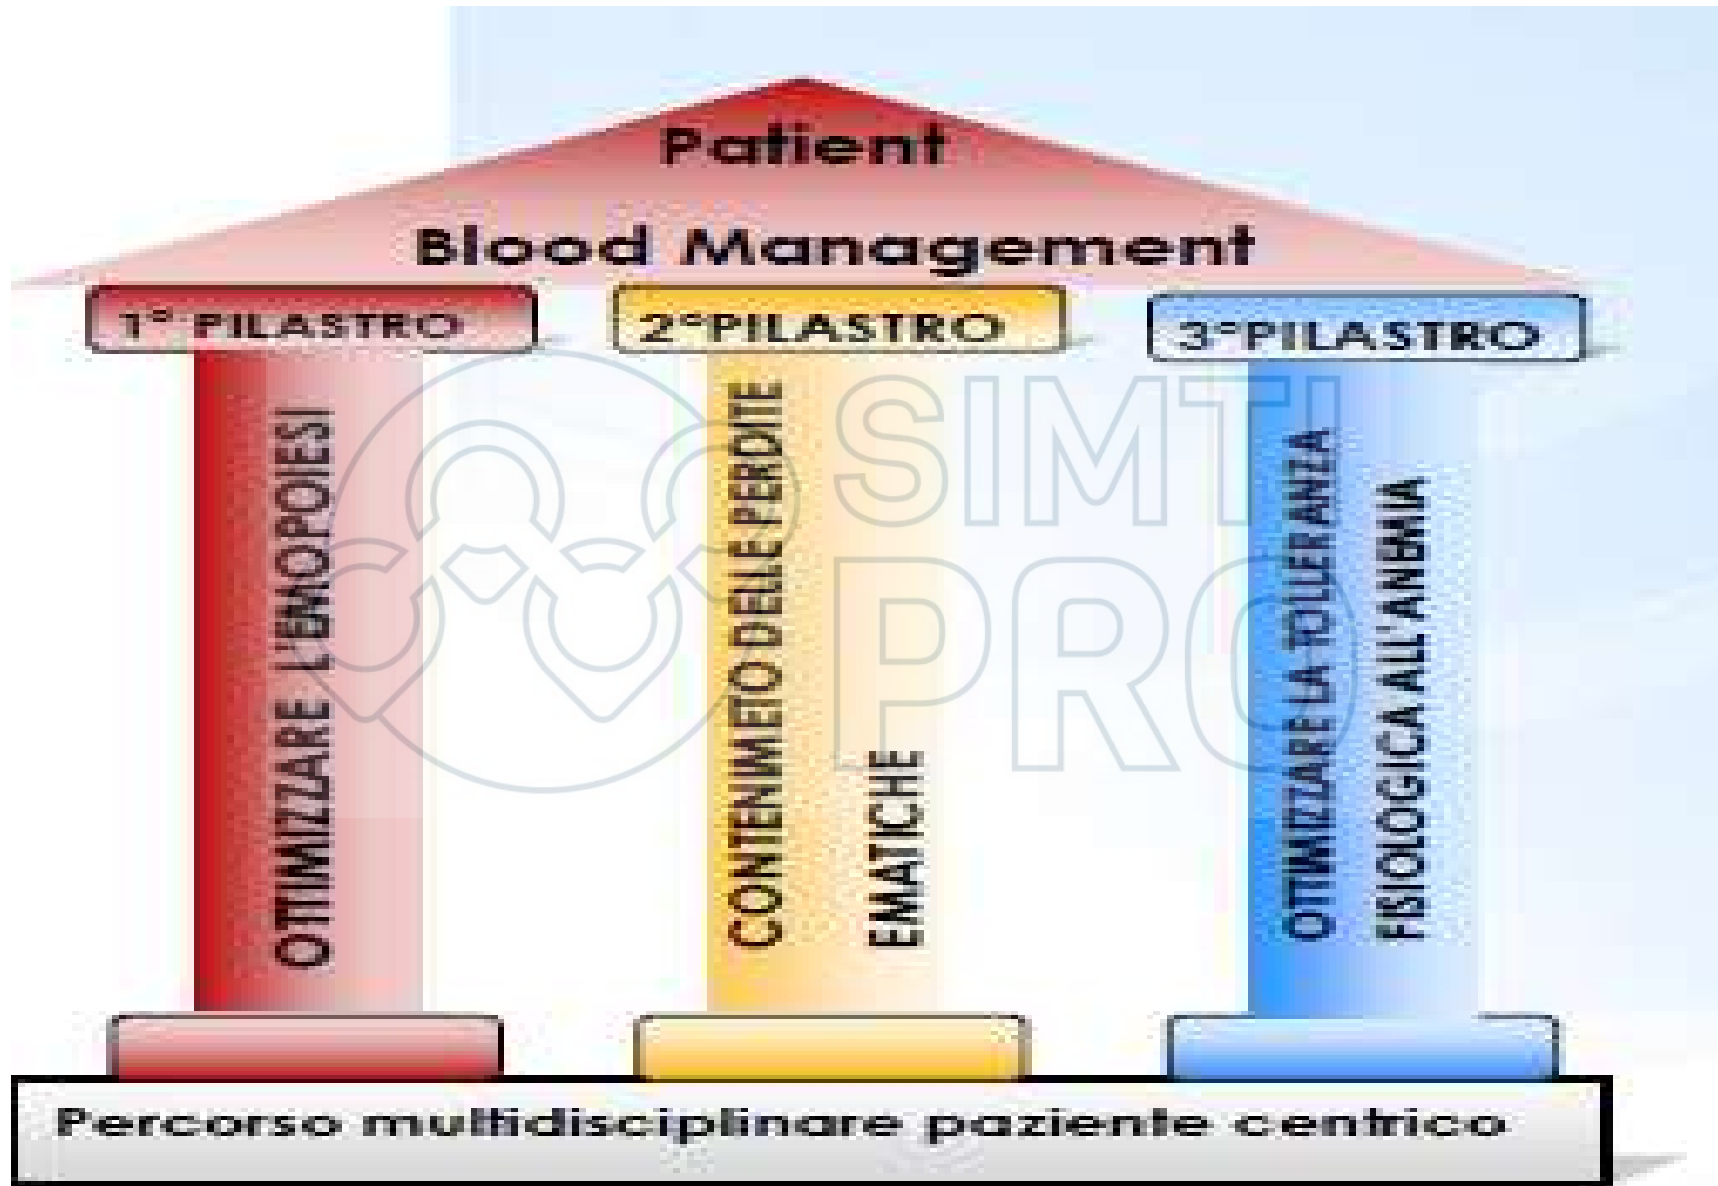 Patient
Blood Management
1° PILASTRO
2°PILASTRO
3°PILASTRO
OTTIMIZZARE L'EMOPOIESI
CONTENIMETO DELLE PERDITE
EMATICHE
OTTIMIZZARE LA TOLLERANZA
FISIOLOGICA ALL'ANEMIA
SIMTI
PRO
Percorso multidisciplinare paziente centrico